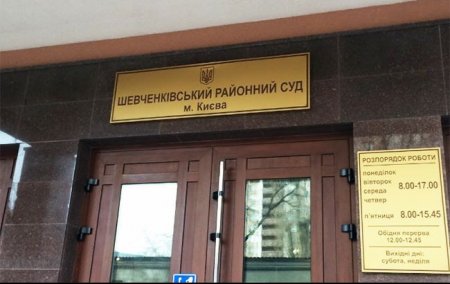 ШЕВЧЕНКІВСЬКИЙ РАЙОННИЙ СУД
м. Києва
РОЗПОРЯДОК РОБОТИ
понеділок
вівторок
середа
четвер
8.00-17.00
п'ятниця 8.00-15.45
Обідня перерва
12.00-12.45
Вихідні дні:
субота, неділя